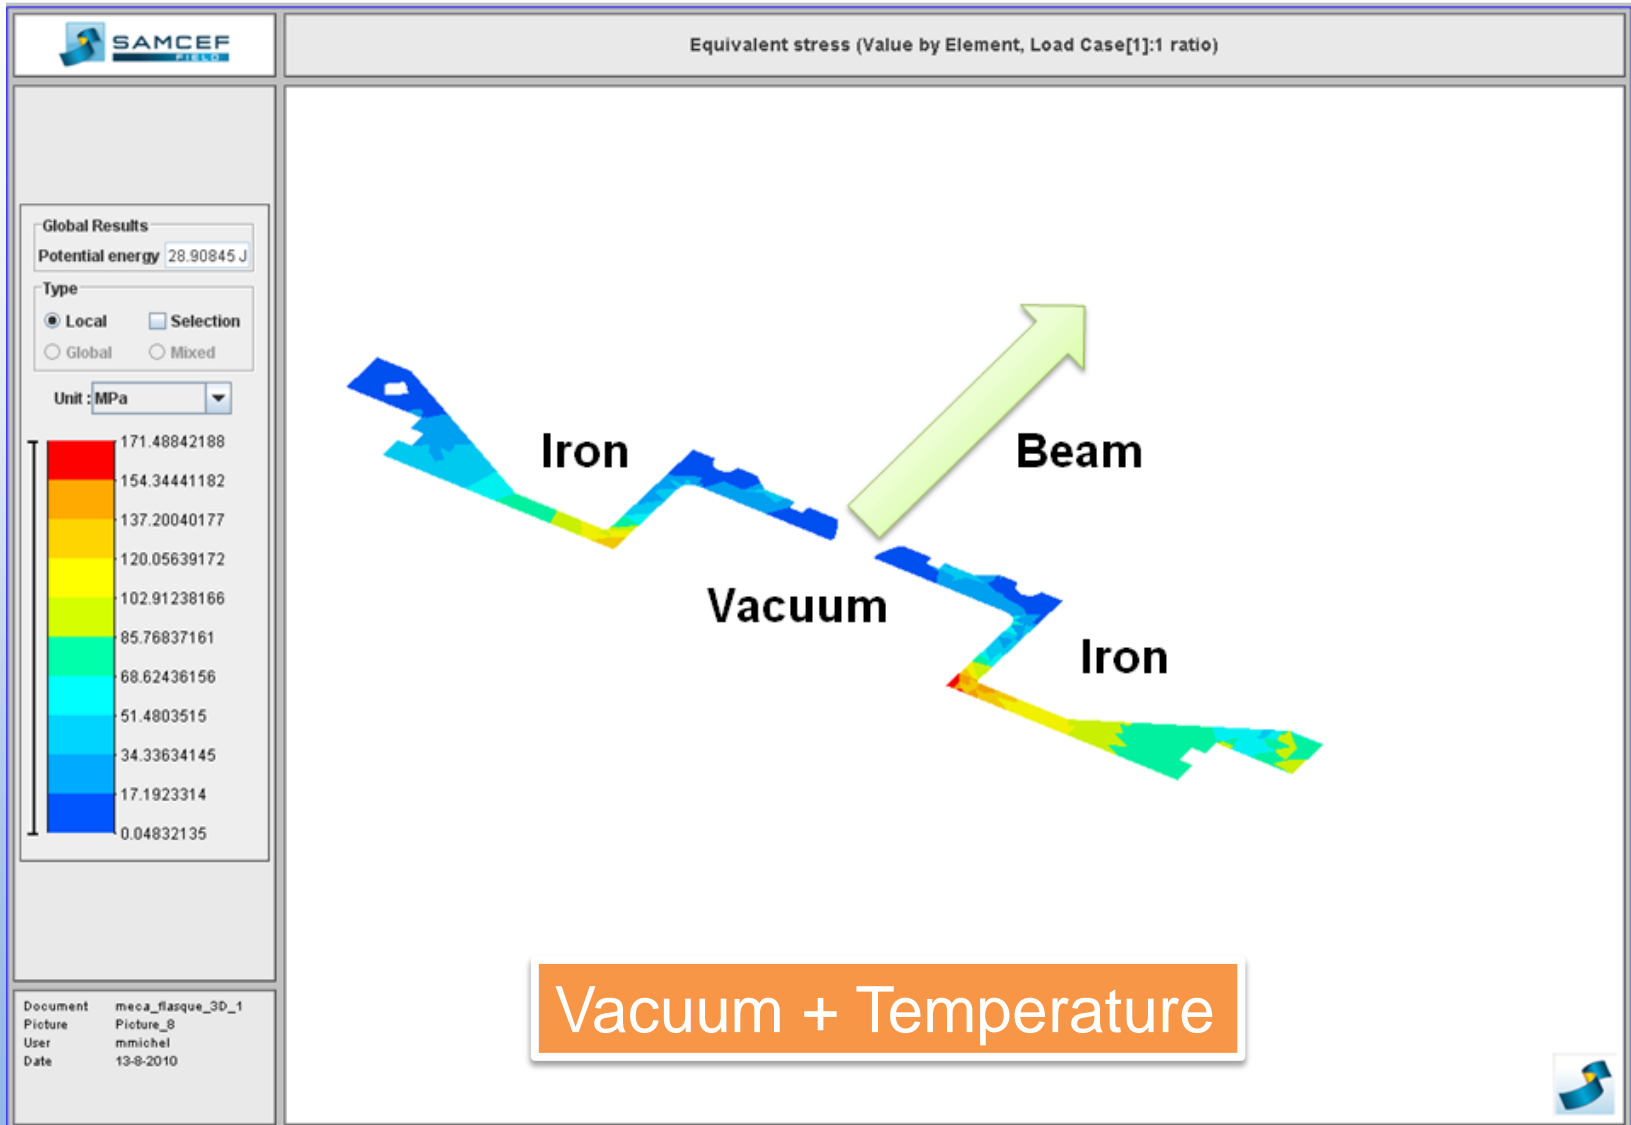 SAMCEF
FIELD
Equivalent stress (Value by Element, Load Case[1]:1 ratio)
Global Results
Potential energy 28.90845 J
Type
Local Selection
Global Mixed
Unit : MPa
171.48842188
154.34441182
137.20040177
120.05639172
102.91238166
85.76837161
68.62436156
51.4803515
34.33634145
17.1923314
0.04832135
Iron
Beam
Vacuum
Iron
Vacuum + Temperature
Document meca_flasque_3D_1
Picture Picture_8
User mmichel
Date 13-8-2010